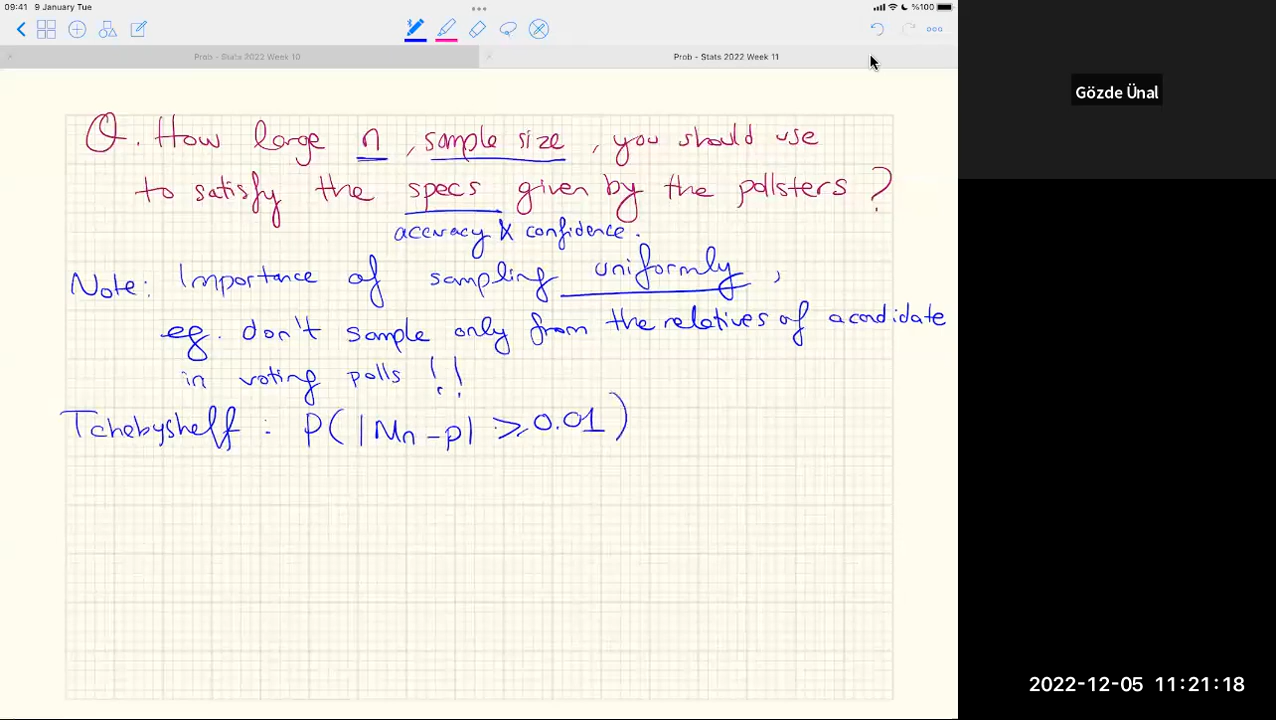 09:41 9 January Tue
%100
Prob - Stats 2022 Week 10
Prob - Stats 2022 Week 11
Gözde Ünal
Q. How large n, sample size, you should use
to satisfy the specs given by the pollsters?
accuracy & confidence.
Note: Importance of sampling uniformly,
eg. don't sample only from the relatives of a candidate
in voting polls !!
Tchebysheff : P(|Mn - p| ≥ 0.01)
2022-12-05 11:21:18